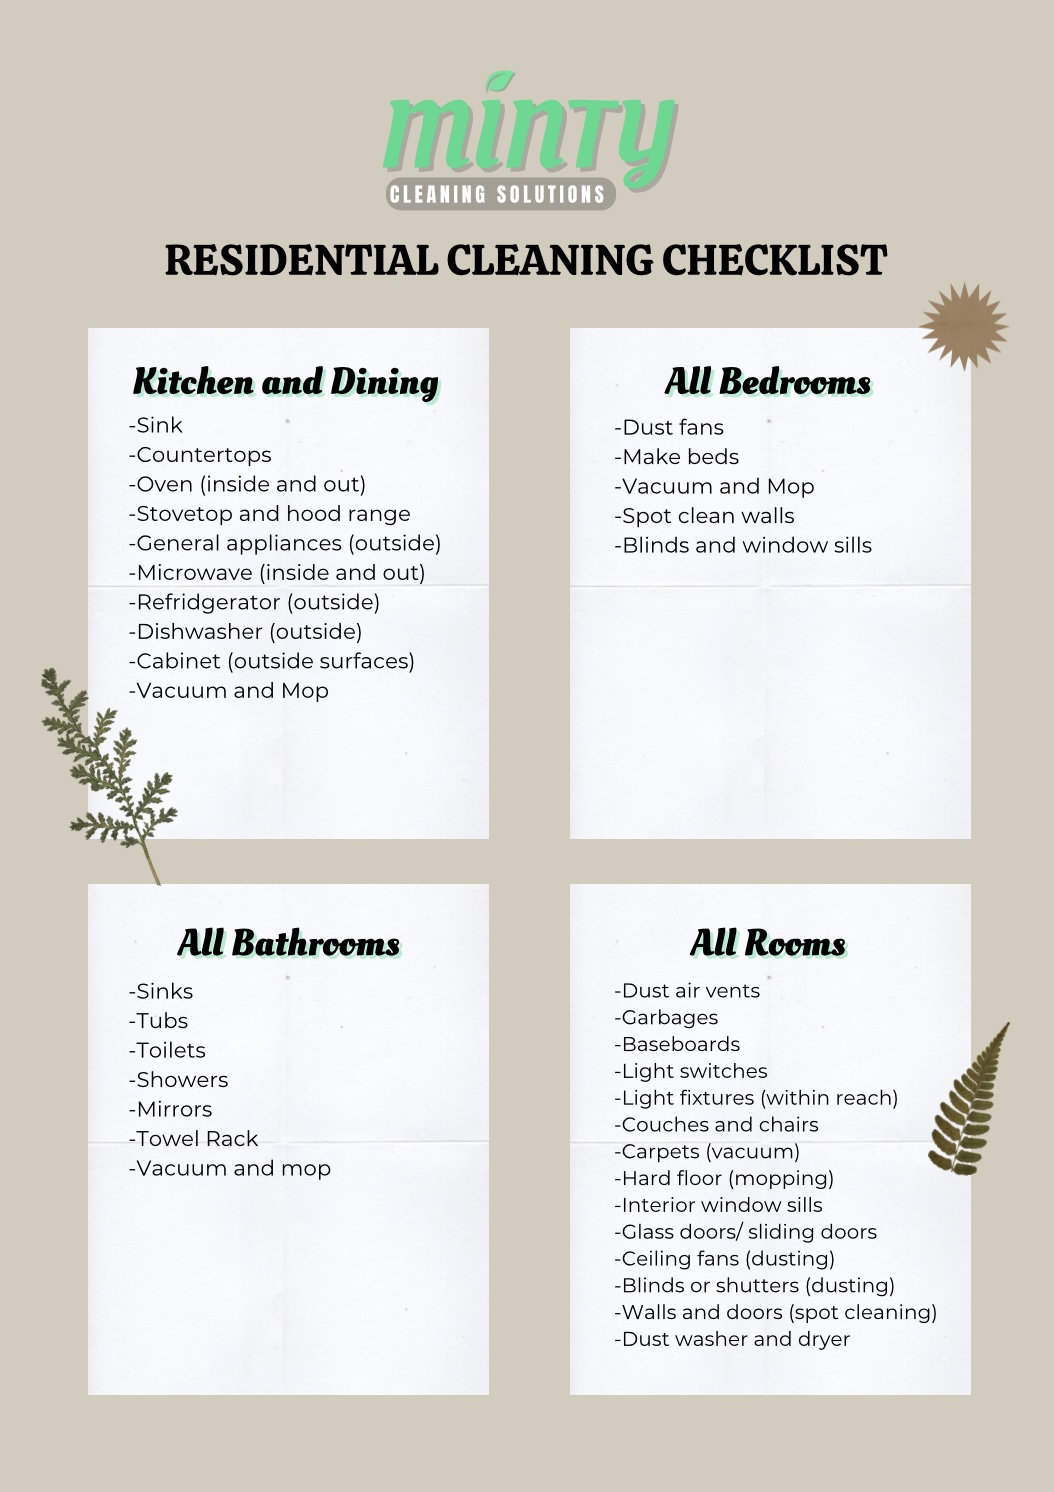 minty
CLEANING SOLUTIONS
RESIDENTIAL CLEANING CHECKLIST
Kitchen and Dining
-Sink
-Countertops
-Oven (inside and out)
-Stovetop and hood range
-General appliances (outside)
-Microwave (inside and out)
-Refridgerator (outside)
-Dishwasher (outside)
-Cabinet (outside surfaces)
-Vacuum and Mop
All Bedrooms
-Dust fans
-Make beds
-Vacuum and Mop
-Spot clean walls
-Blinds and window sills
All Bathrooms
-Sinks
-Tubs
-Toilets
-Showers
-Mirrors
-Towel Rack
-Vacuum and mop
All Rooms
-Dust air vents
-Garbages
-Baseboards
-Light switches
-Light fixtures (within reach)
-Couches and chairs
-Carpets (vacuum)
-Hard floor (mopping)
-Interior window sills
-Glass doors/ sliding doors
-Ceiling fans (dusting)
-Blinds or shutters (dusting)
-Walls and doors (spot cleaning)
-Dust washer and dryer